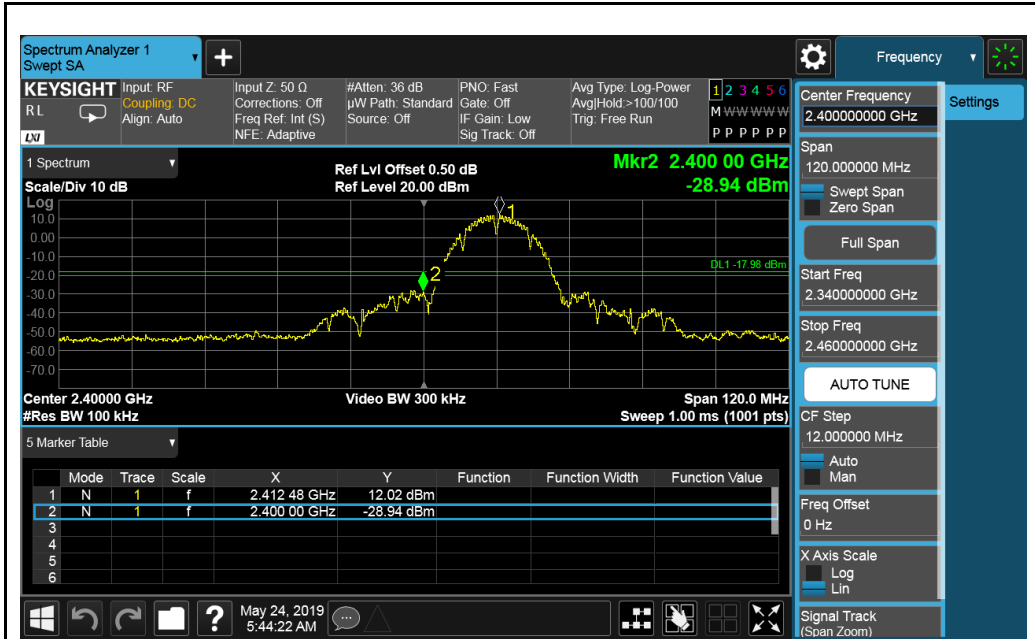 Spectrum Analyzer 1
Swept SA
+
Frequency
KEYSIGHT
RL
LXI
Input: RF
Coupling: DC
Align: Auto
Input Z: 50 Ω
Corrections: Off
Freq Ref: Int (S)
NFE: Adaptive
#Atten: 36 dB
µW Path: Standard
Source: Off
PNO: Fast
Gate: Off
IF Gain: Low
Sig Track: Off
Avg Type: Log-Power
Avg|Hold:>100/100
Trig: Free Run
1 2 3 4 5 6
M W W W W W
P P P P P P
1 Spectrum
Scale/Div 10 dB
Ref Lvl Offset 0.50 dB
Ref Level 20.00 dBm
Mkr2 2.400 00 GHz
-28.94 dBm
Log
10.0
0.00
-10.0
-20.0
-30.0
-40.0
-50.0
-60.0
-70.0
1
2
DL1 -17.98 dBm
Center 2.40000 GHz
#Res BW 100 kHz
Video BW 300 kHz
Span 120.0 MHz
Sweep 1.00 ms (1001 pts)
5 Marker Table
Mode Trace Scale X Y Function Function Width Function Value
1 N 1 f 2.412 48 GHz 12.02 dBm
2 N 1 f 2.400 00 GHz -28.94 dBm
3
4
5
6
Center Frequency
2.400000000 GHz
Settings
Span
120.000000 MHz
Swept Span
Zero Span
Full Span
Start Freq
2.340000000 GHz
Stop Freq
2.460000000 GHz
AUTO TUNE
CF Step
12.000000 MHz
Auto
Man
Freq Offset
0 Hz
X Axis Scale
Log
Lin
Signal Track
(Span Zoom)
?
May 24, 2019
5:44:22 AM